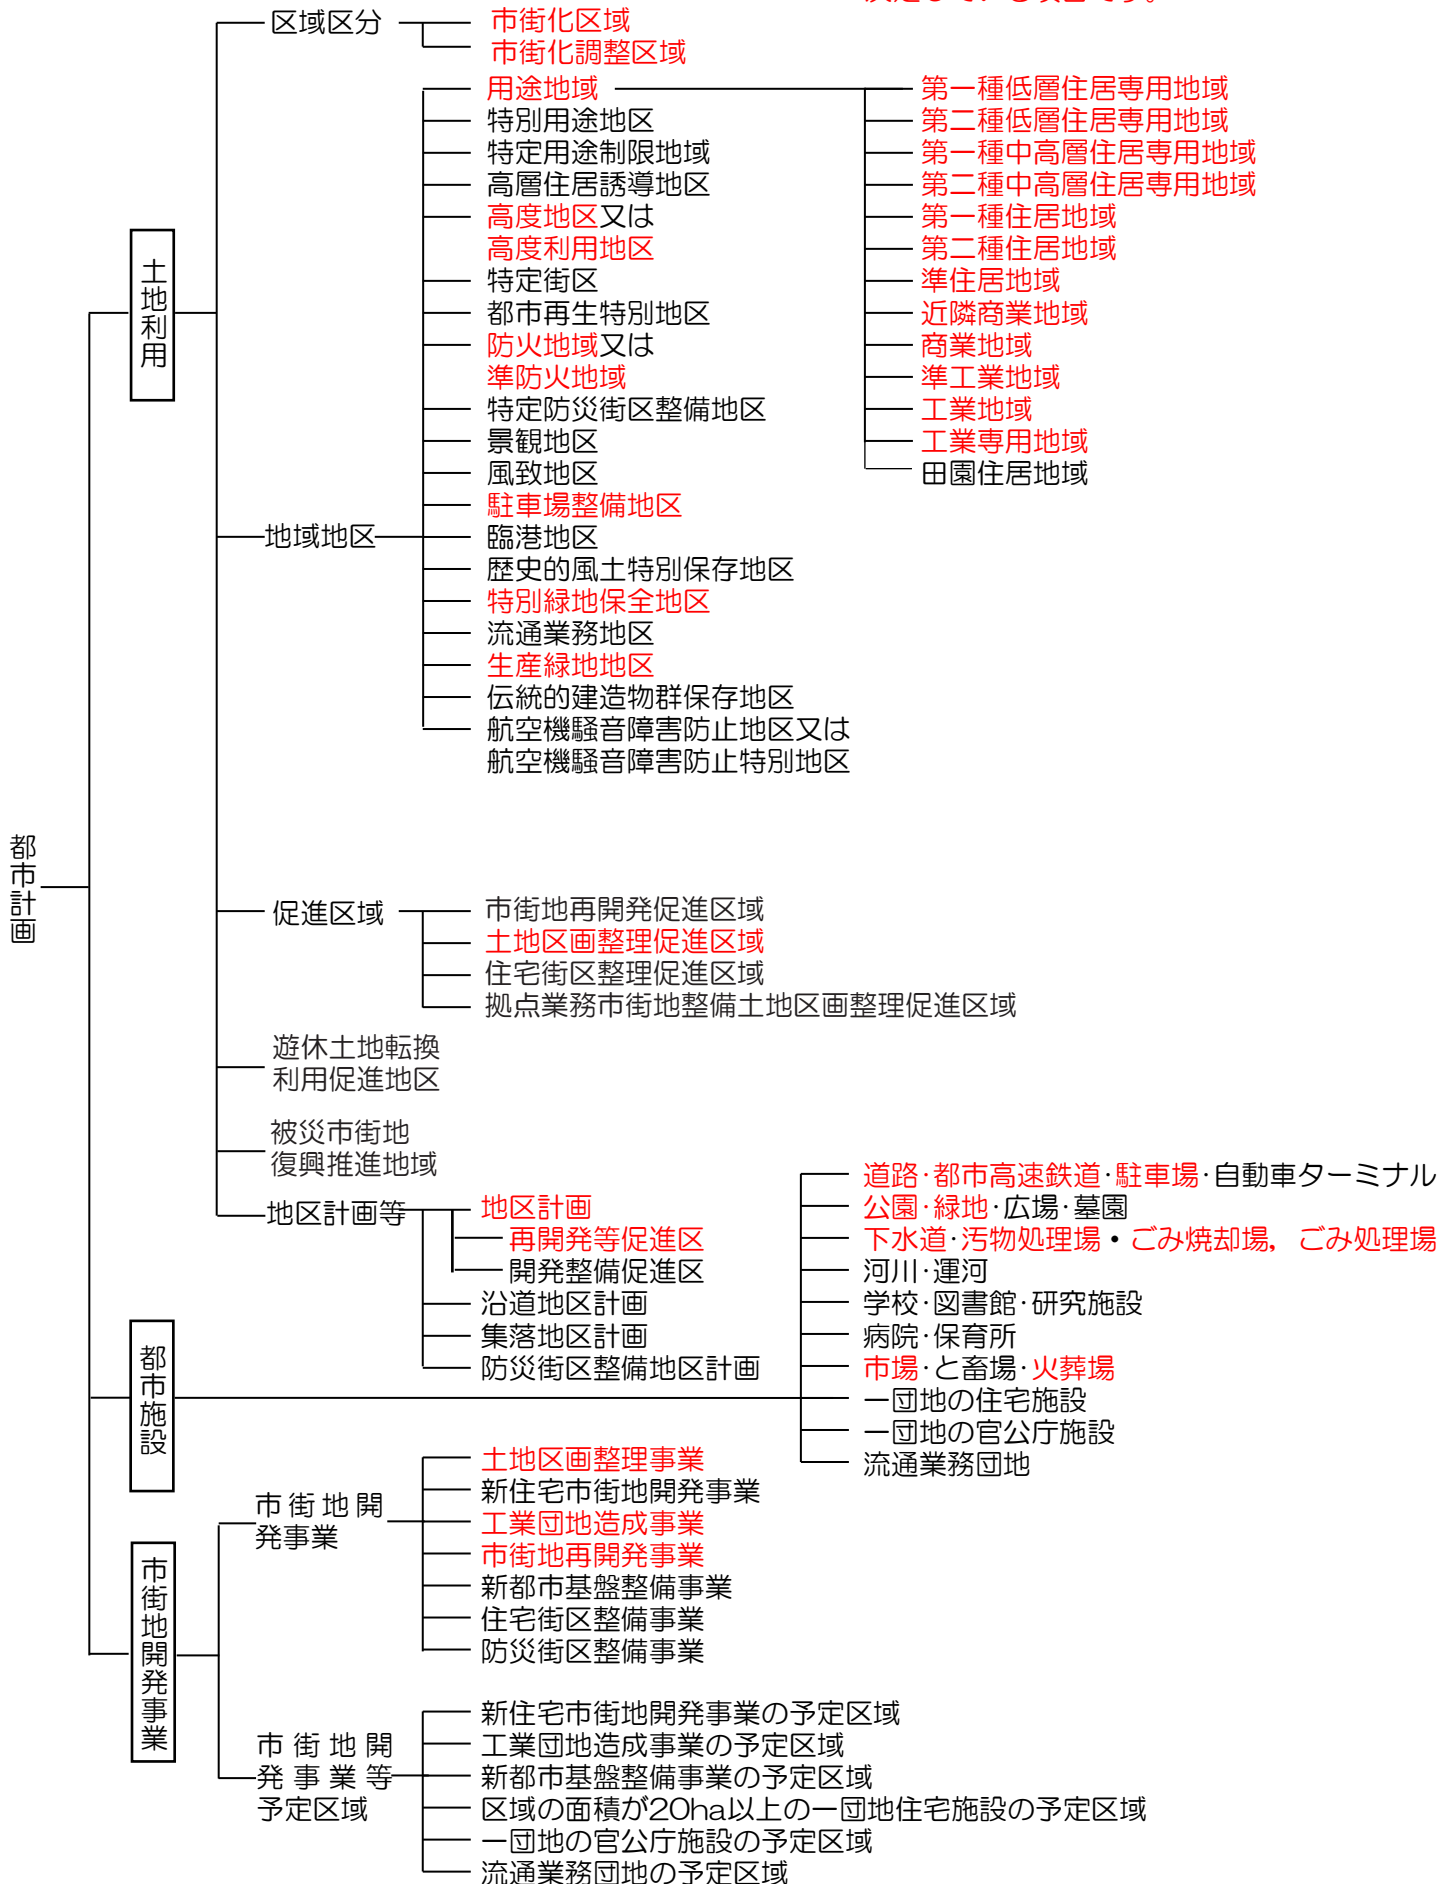 決定している項目です。
都市計画
土地利用
区域区分
市街化区域
市街化調整区域
地域地区
用途地域
特別用途地区
特定用途制限地域
高層住居誘導地区
高度地区又は
高度利用地区
特定街区
都市再生特別地区
防火地域又は
準防火地域
特定防災街区整備地区
景観地区
風致地区
駐車場整備地区
臨港地区
歴史的風土特別保存地区
特別緑地保全地区
流通業務地区
生産緑地地区
伝統的建造物群保存地区
航空機騒音障害防止地区又は
航空機騒音障害防止特別地区
第一種低層住居専用地域
第二種低層住居専用地域
第一種中高層住居専用地域
第二種中高層住居専用地域
第一種住居地域
第二種住居地域
準住居地域
近隣商業地域
商業地域
準工業地域
工業地域
工業専用地域
田園住居地域
促進区域
市街地再開発促進区域
土地区画整理促進区域
住宅街区整理促進区域
拠点業務市街地整備土地区画整理促進区域
遊休土地転換
利用促進地区
被災市街地
復興推進地域
地区計画等
地区計画
再開発等促進区
開発整備促進区
沿道地区計画
集落地区計画
防災街区整備地区計画
都市施設
道路・都市高速鉄道・駐車場・自動車ターミナル
公園・緑地・広場・墓園
下水道・汚物処理場・ごみ焼却場，ごみ処理場
河川・運河
学校・図書館・研究施設
病院・保育所
市場・と畜場・火葬場
一団地の住宅施設
一団地の官公庁施設
流通業務団地
市街地開発事業
市街地開
発事業
土地区画整理事業
新住宅市街地開発事業
工業団地造成事業
市街地再開発事業
新都市基盤整備事業
住宅街区整備事業
防災街区整備事業
市街地開
発事業等
予定区域
新住宅市街地開発事業の予定区域
工業団地造成事業の予定区域
新都市基盤整備事業の予定区域
区域の面積が20ha以上の一団地住宅施設の予定区域
一団地の官公庁施設の予定区域
流通業務団地の予定区域